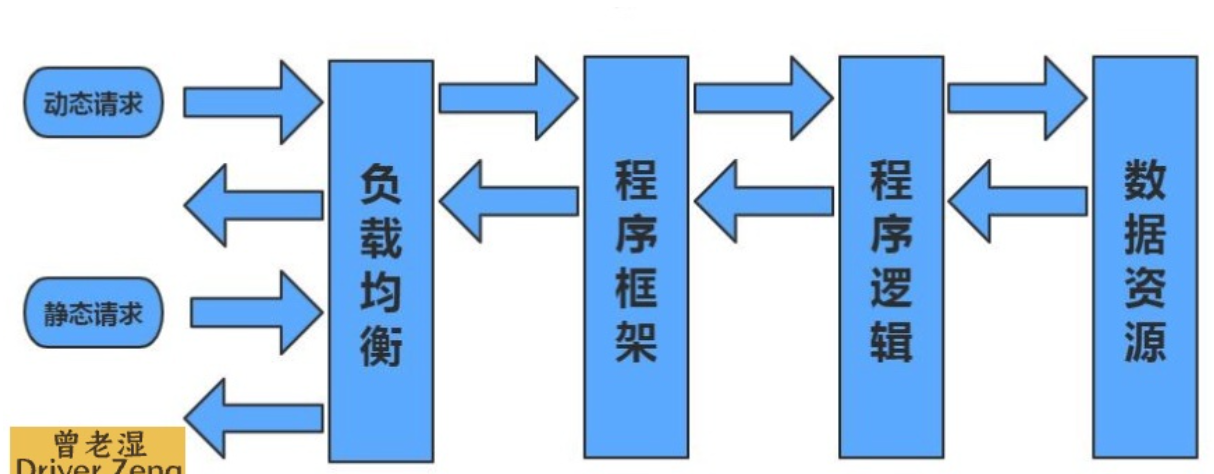 动态请求
静态请求
负载均衡
程序框架
程序逻辑
数据资源
曾老湿
Driver Zeng